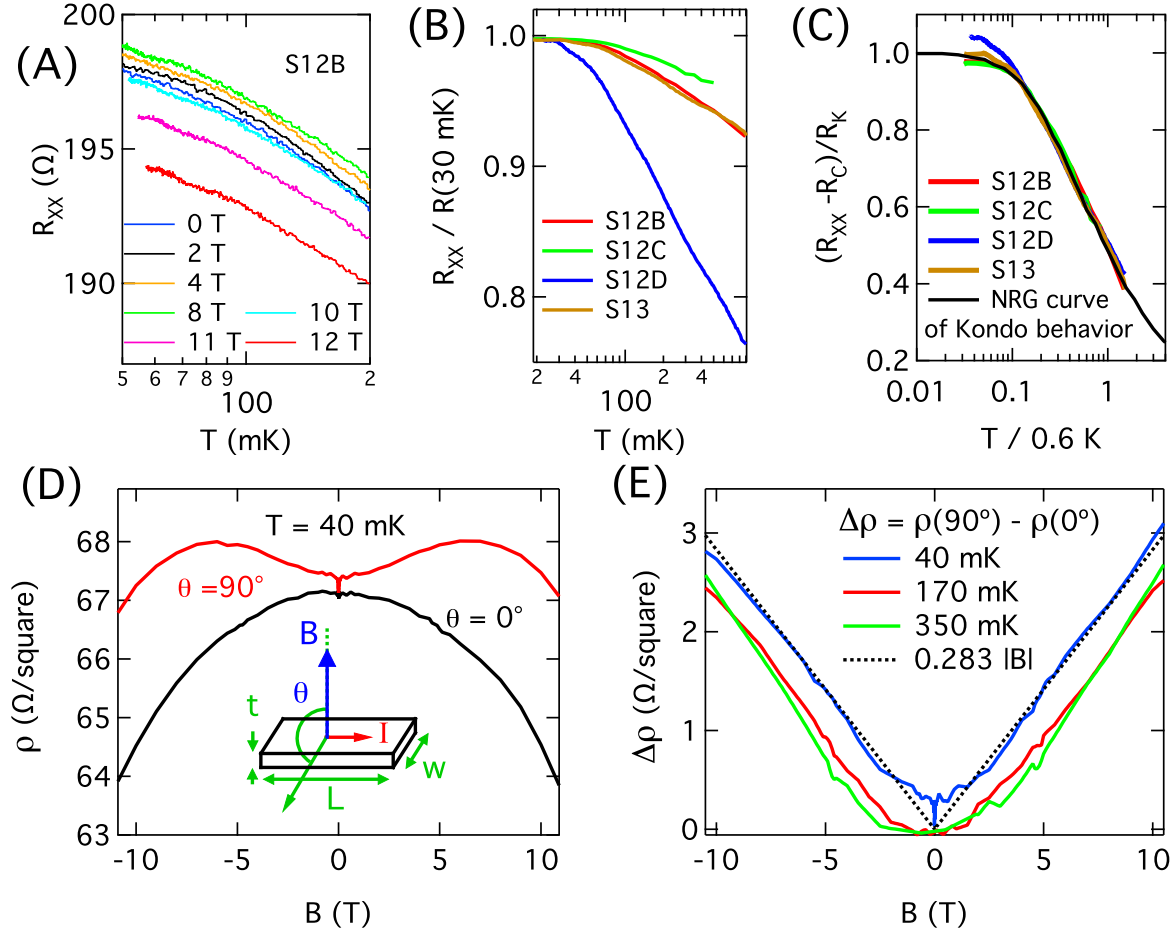 (A)
S12B
200
195
190
R_XX (Ω)
0 T
2 T
4 T
8 T
10 T
11 T
12 T
5 6 7 8 9 2
100
T (mK)
(B)
1.0
0.9
0.8
R_XX / R(30 mK)
S12B
S12C
S12D
S13
2 4 2 4
100
T (mK)
(C)
1.0
0.8
0.6
0.4
0.2
(R_XX -R_C)/R_K
S12B
S12C
S12D
S13
NRG curve
of Kondo behavior
0.01 0.1 1
T / 0.6 K
(D)
T = 40 mK
68
67
66
65
64
63
ρ (Ω/square)
θ =90°
θ = 0°
B
θ
t
I
w
L
-10 -5 0 5 10
B (T)
(E)
Δρ = ρ(90°) - ρ(0°)
40 mK
170 mK
350 mK
0.283 |B|
3
2
1
0
Δρ (Ω/square)
-10 -5 0 5 10
B (T)